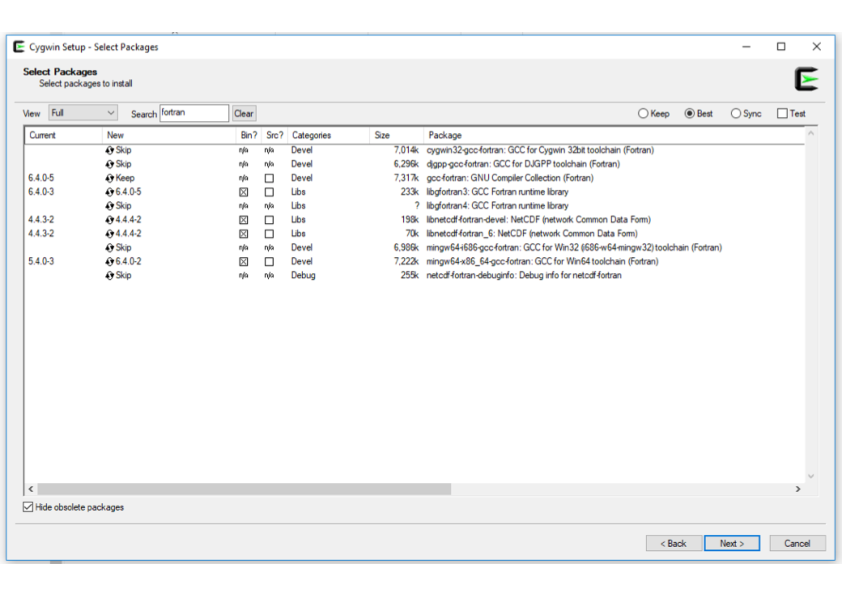 Cygwin Setup - Select Packages
Select Packages
Select packages to install
View Full Search fortran Clear Keep Best Sync Test
Current New Bin? Src? Categories Size Package
Skip n/a n/a Devel 7,014k cygwin32-gcc-fortran: GCC for Cygwin 32bit toolchain (Fortran)
Skip n/a n/a Devel 6,296k djgpp-gcc-fortran: GCC for DJGPP toolchain (Fortran)
6.4.0-5 Keep n/a Devel 7,317k gcc-fortran: GNU Compiler Collection (Fortran)
6.4.0-3 6.4.0-5 Libs 233k libgfortran3: GCC Fortran runtime library
Skip n/a n/a Libs ? libgfortran4: GCC Fortran runtime library
4.4.3-2 4.4.4-2 Libs 198k libnetcdf-fortran-devel: NetCDF (network Common Data Form)
4.4.3-2 4.4.4-2 Libs 70k libnetcdf-fortran_6: NetCDF (network Common Data Form)
Skip n/a n/a Devel 6,986k mingw64-i686-gcc-fortran: GCC for Win32 (i686-w64-mingw32) toolchain (Fortran)
5.4.0-3 6.4.0-2 Devel 7,222k mingw64-x86_64-gcc-fortran: GCC for Win64 toolchain (Fortran)
Skip n/a n/a Debug 255k netcdf-fortran-debuginfo: Debug info for netcdf-fortran
Hide obsolete packages
< Back Next > Cancel